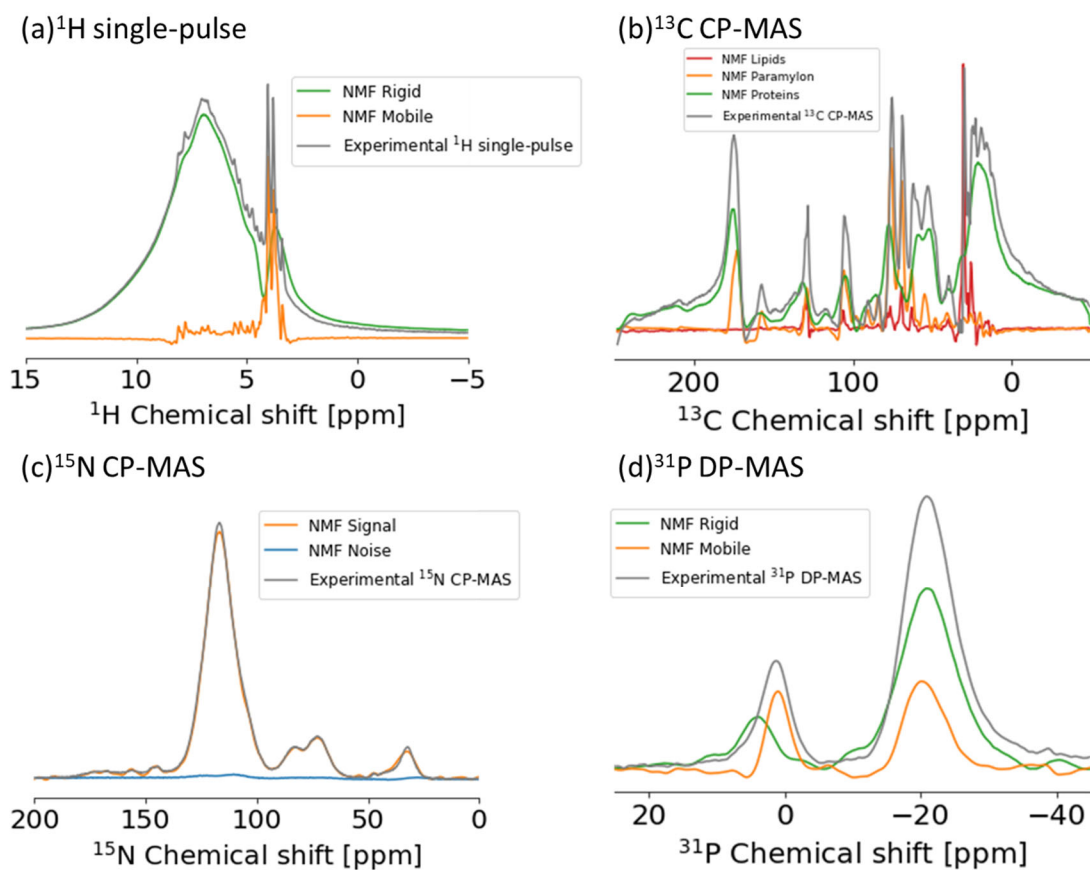 (a)¹H single-pulse
NMF Rigid
NMF Mobile
Experimental ¹H single-pulse
15 10 5 0 −5
¹H Chemical shift [ppm]
(b)¹³C CP-MAS
NMF Lipids
NMF Paramylon
NMF Proteins
Experimental ¹³C CP-MAS
200 100 0
¹³C Chemical shift [ppm]
(c)¹⁵N CP-MAS
NMF Signal
NMF Noise
Experimental ¹⁵N CP-MAS
200 150 100 50 0
¹⁵N Chemical shift [ppm]
(d)³¹P DP-MAS
NMF Rigid
NMF Mobile
Experimental ³¹P DP-MAS
20 0 −20 −40
³¹P Chemical shift [ppm]